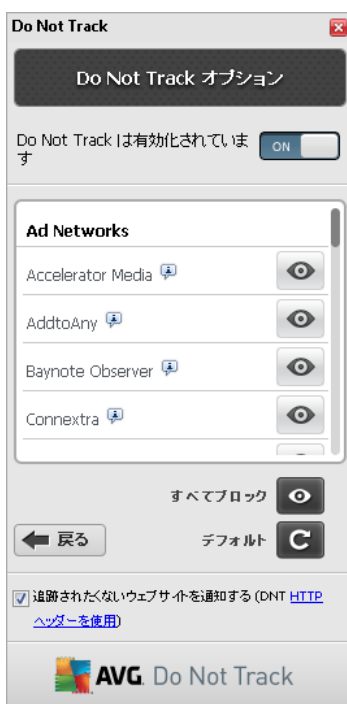 Do Not Track
Do Not Track オプション
Do Not Track は有効化されていま
す
ON
Ad Networks
Accelerator Media
AddtoAny
Baynote Observer
Connextra
すべてブロック
戻る
デフォルト
追跡されたくないウェブサイトを通知する (DNT HTTP
ヘッダーを使用)
AVG. Do Not Track